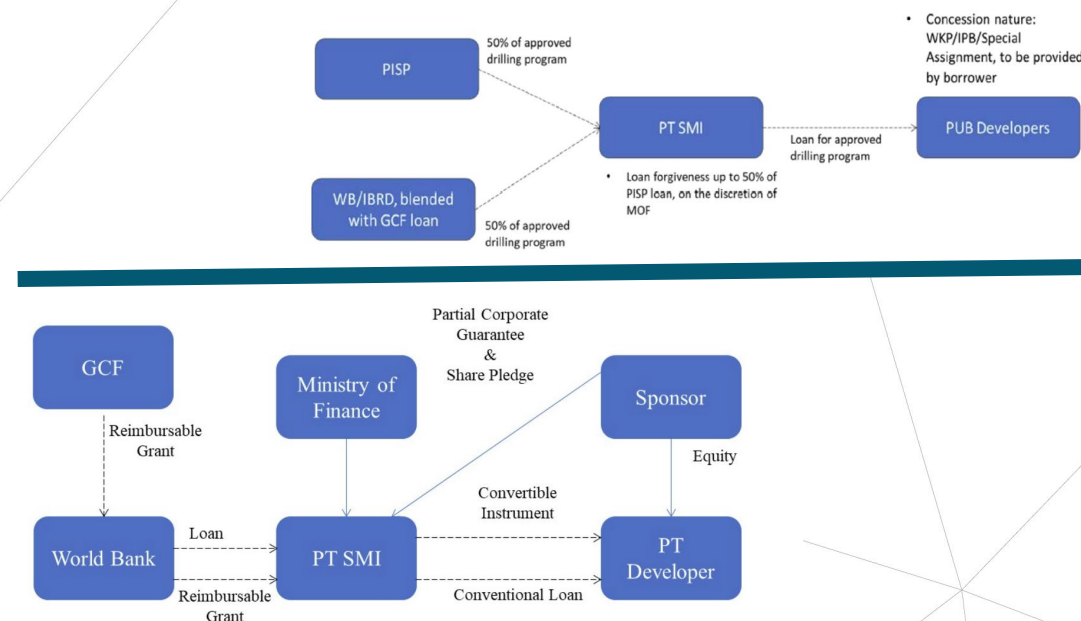 • Concession nature:
WKP/IPB/Special
Assignment, to be provided
by borrower
50% of approved
drilling program
PISP
PT SMI
PUB Developers
Loan for approved
drilling program
• Loan forgiveness up to 50% of
PISP loan, on the discretion of
MOF
WB/IBRD, blended
with GCF loan
50% of approved
drilling program
Partial Corporate
Guarantee
&
Share Pledge
GCF
Ministry of
Finance
Sponsor
Reimbursable
Grant
Equity
Convertible
Instrument
Loan
World Bank
PT SMI
PT
Developer
Reimbursable
Grant
Conventional Loan